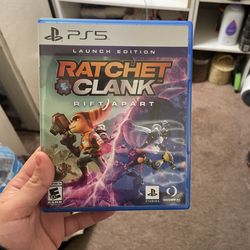 PS5
LAUNCH EDITION
RATCHET
CLANK
RIFT APART